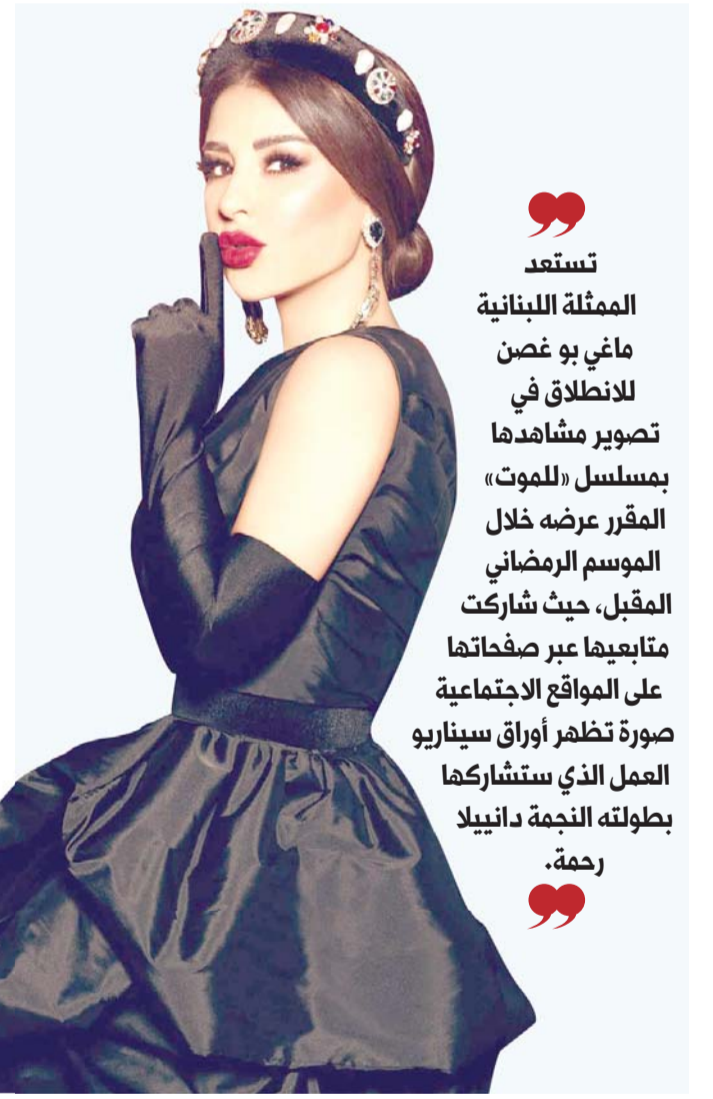 تستعد
الممثلة اللبنانية
ماغي بو غصن
للانطلاق في
تصوير مشاهدها
بمسلسل «للموت»
المقرر عرضه خلال
الموسم الرمضاني
المقبل، حيث شاركت
متابعيها عبر صفحاتها
على المواقع الاجتماعية
صورة تظهر أوراق سيناريو
العمل الذي ستشاركها
بطولته النجمة دانييلا
رحمة.